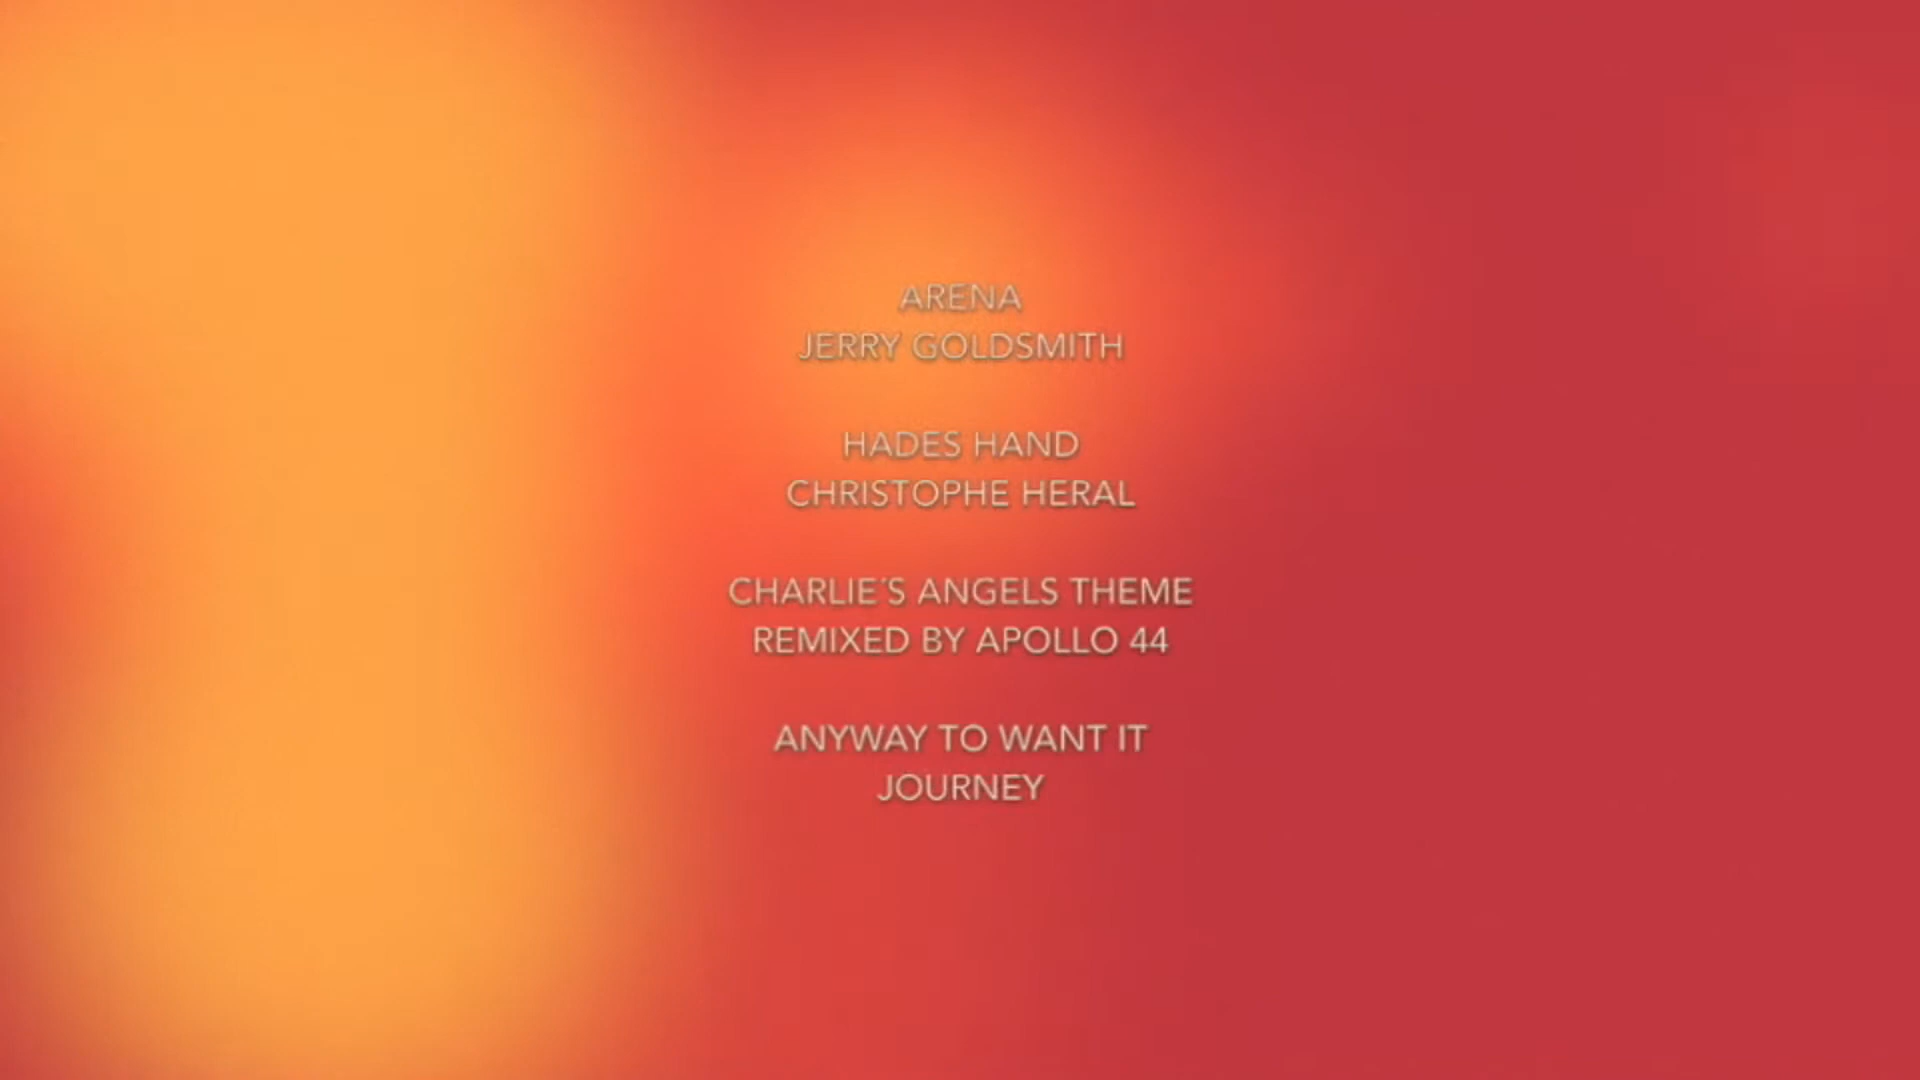 ARENA
JERRY GOLDSMITH
HADES HAND
CHRISTOPHE HERAL
CHARLIE'S ANGELS THEME
REMIXED BY APOLLO 44
ANYWAY TO WANT IT
JOURNEY